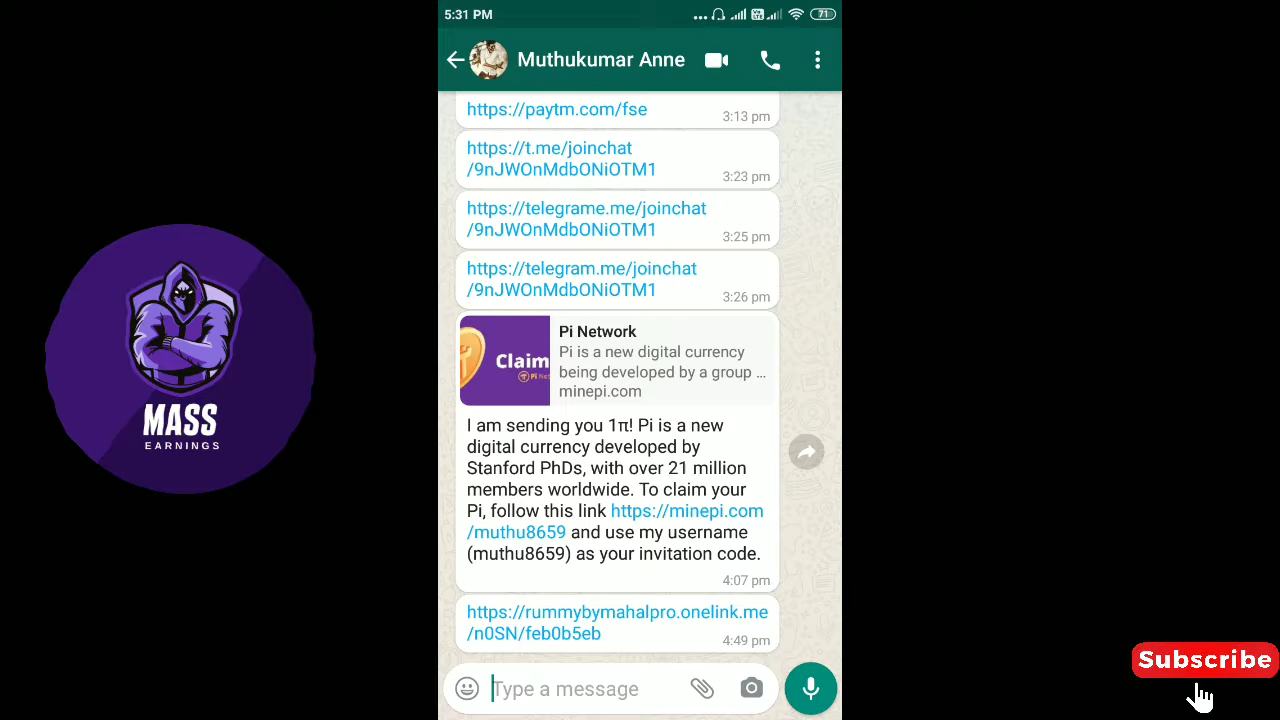 5:31 PM
71
Muthukumar Anne
https://paytm.com/fse
3:13 pm
https://t.me/joinchat
/9nJWOnMdbONiOTM1
3:23 pm
https://telegrame.me/joinchat
/9nJWOnMdbONiOTM1
3:25 pm
https://telegram.me/joinchat
/9nJWOnMdbONiOTM1
3:26 pm
Claim
Pi Network
Pi is a new digital currency
being developed by a group ...
minepi.com
I am sending you 1π! Pi is a new
digital currency developed by
Stanford PhDs, with over 21 million
members worldwide. To claim your
Pi, follow this link https://minepi.com
/muthu8659 and use my username
(muthu8659) as your invitation code.
4:07 pm
https://rummybymahalpro.onelink.me
/n0SN/feb0b5eb
4:49 pm
Type a message
MASS
EARNINGS
Subscribe